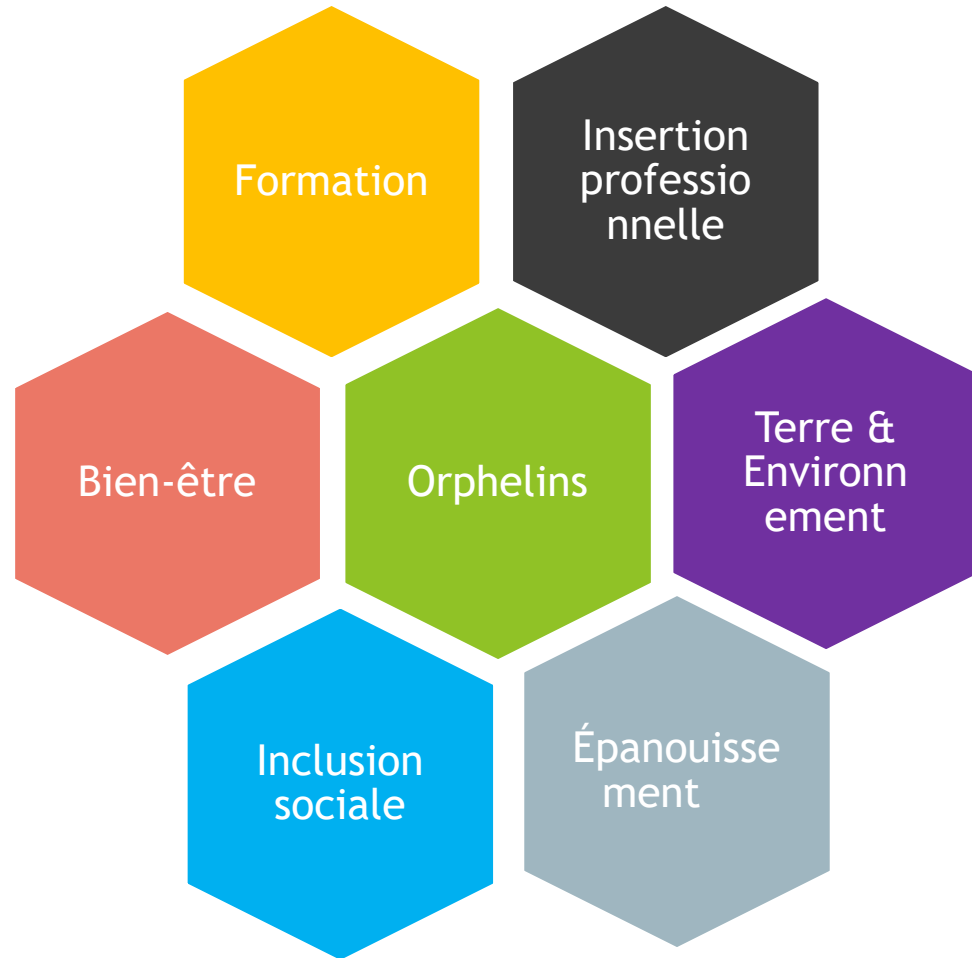 Formation
Insertion
professio
nnelle
Bien-être
Orphelins
Terre &
Environn
ement
Inclusion
sociale
Épanouisse
ment